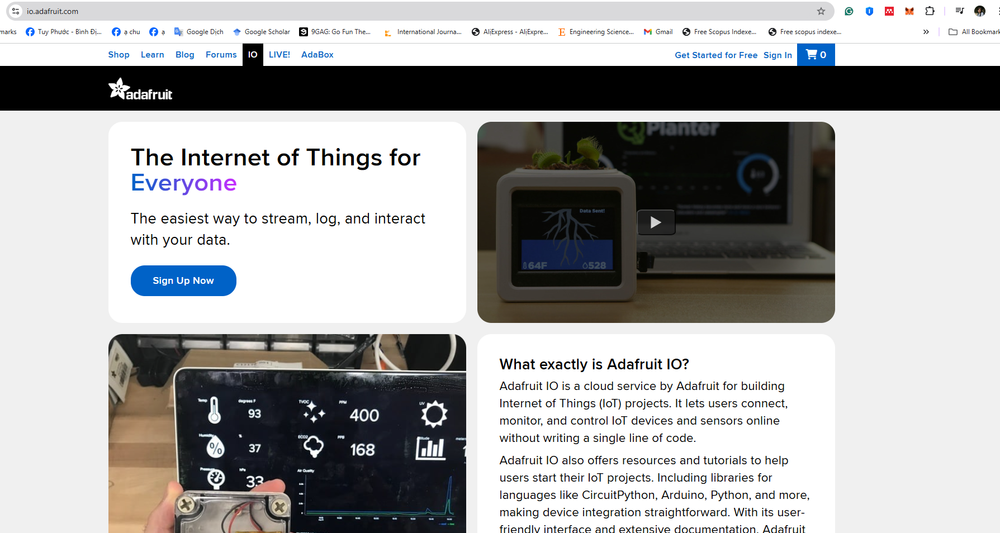 io.adafruit.com
marks
Tuy Phước - Bình Đị...
ạ chu
ạ
Google Dịch
Google Scholar
9GAG: Go Fun The...
International Journa...
AliExpress - AliExpre...
Engineering Science...
Gmail
Free Scopus Indexe...
Free scopus indexe...
All Bookmark
Shop
Learn
Blog
Forums
IO
LIVE!
AdaBox
Get Started for Free
Sign In
0
adafruit
The Internet of Things for
Everyone
The easiest way to stream, log, and interact
with your data.
Sign Up Now
Planter
Data Sent!
64F
528
Temp
degrees F
93
TVOC
PPM
400
UV
Humidity
%
37
ECO2
PPB
168
meters
Pressure
hPa
33
Air Quality
What exactly is Adafruit IO?
Adafruit IO is a cloud service by Adafruit for building
Internet of Things (IoT) projects. It lets users connect,
monitor, and control IoT devices and sensors online
without writing a single line of code.
Adafruit IO also offers resources and tutorials to help
users start their IoT projects. Including libraries for
languages like CircuitPython, Arduino, Python, and more,
making device integration straightforward. With its user-
friendly interface and extensive documentation, Adafruit